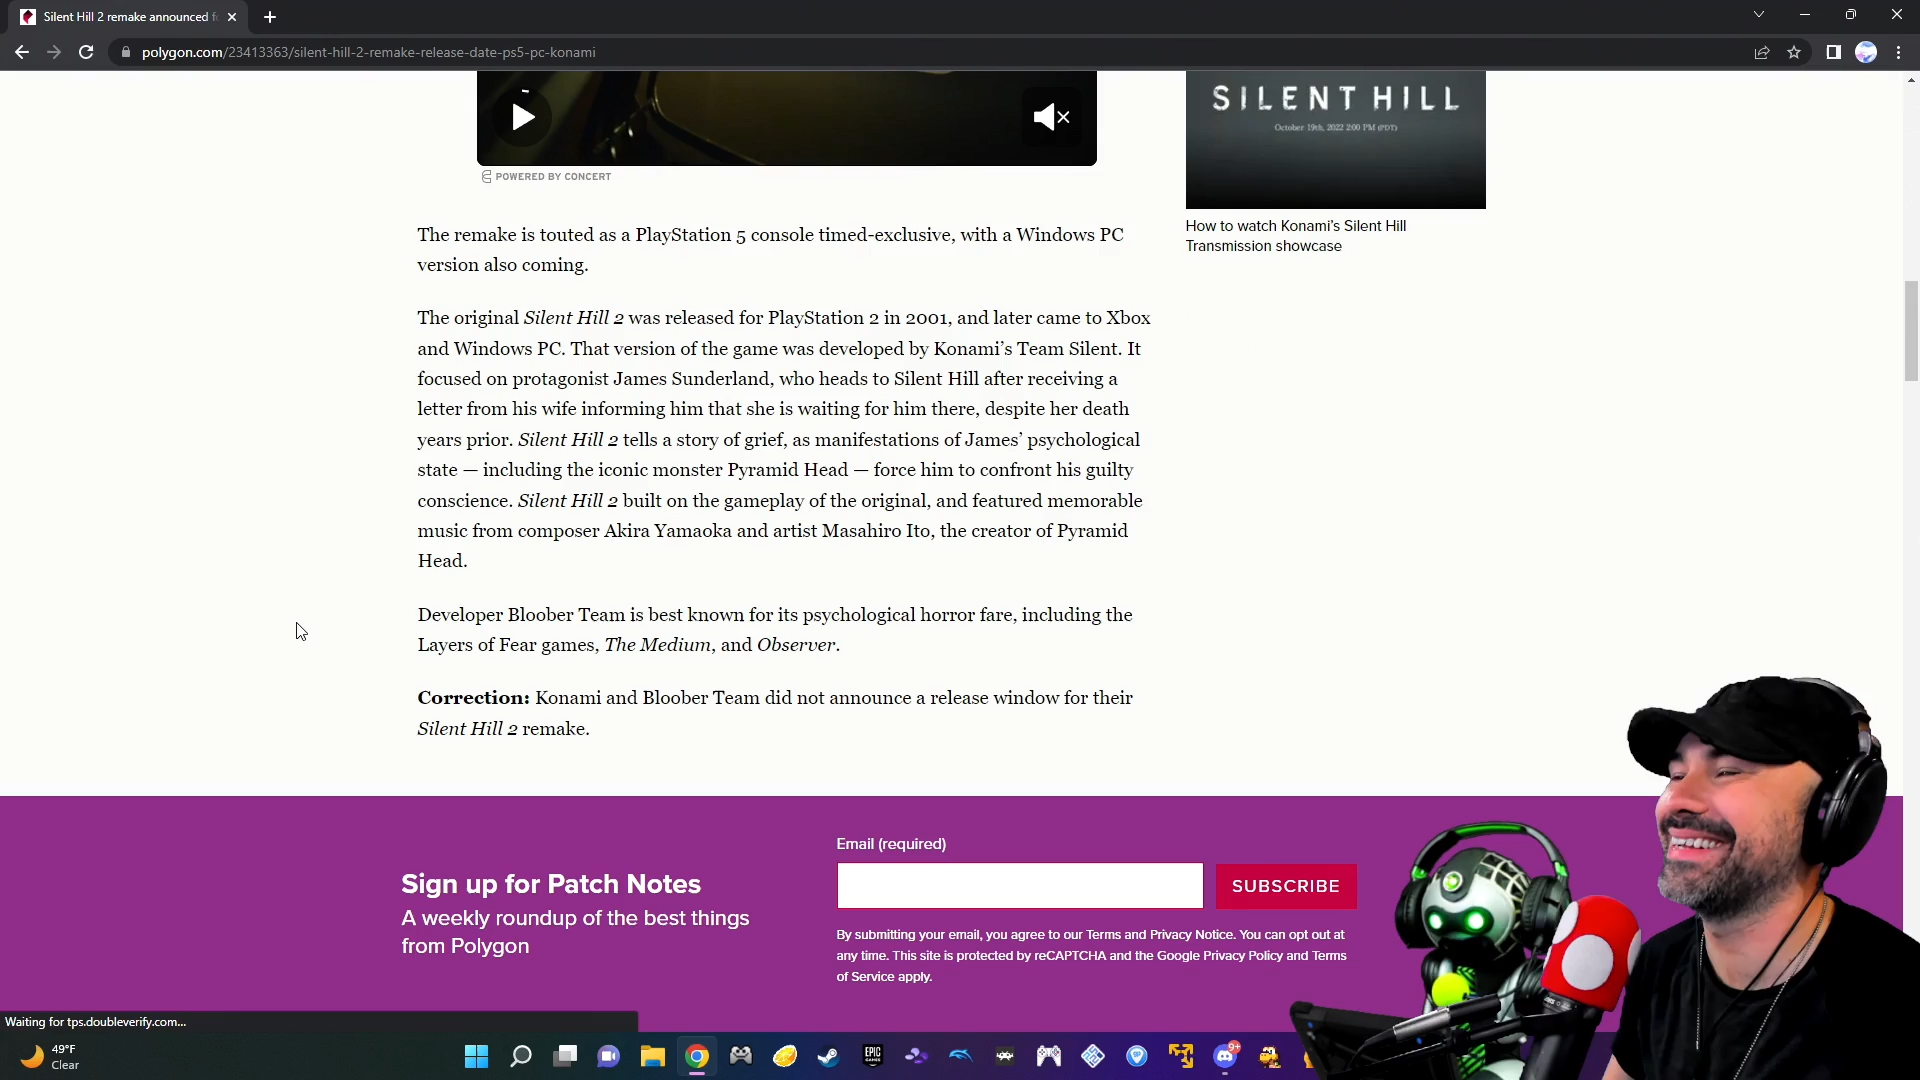 Silent Hill 2 remake announced f
polygon.com/23413363/silent-hill-2-remake-release-date-ps5-pc-konami
SILENT HILL
October 19th, 2022 2:00 PM (PDT)
POWERED BY CONCERT
How to watch Konami's Silent Hill
Transmission showcase
The remake is touted as a PlayStation 5 console timed-exclusive, with a Windows PC
version also coming.
The original Silent Hill 2 was released for PlayStation 2 in 2001, and later came to Xbox
and Windows PC. That version of the game was developed by Konami's Team Silent. It
focused on protagonist James Sunderland, who heads to Silent Hill after receiving a
letter from his wife informing him that she is waiting for him there, despite her death
years prior. Silent Hill 2 tells a story of grief, as manifestations of James' psychological
state — including the iconic monster Pyramid Head — force him to confront his guilty
conscience. Silent Hill 2 built on the gameplay of the original, and featured memorable
music from composer Akira Yamaoka and artist Masahiro Ito, the creator of Pyramid
Head.
Developer Bloober Team is best known for its psychological horror fare, including the
Layers of Fear games, The Medium, and Observer.
Correction: Konami and Bloober Team did not announce a release window for their
Silent Hill 2 remake.
Sign up for Patch Notes
A weekly roundup of the best things
from Polygon
Email (required)
SUBSCRIBE
By submitting your email, you agree to our Terms and Privacy Notice. You can opt out at
any time. This site is protected by reCAPTCHA and the Google Privacy Policy and Terms
of Service apply.
Waiting for tps.doubleverify.com...
49°F
Clear
EPIC
GAMES
9+